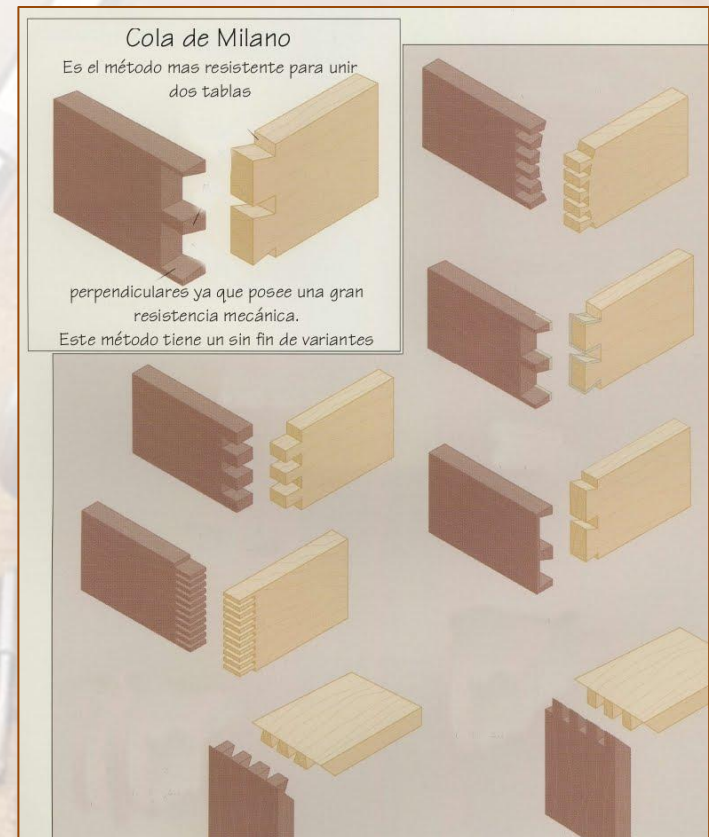 Cola de Milano
Es el método mas resistente para unir
dos tablas
perpendiculares ya que posee una gran
resistencia mecánica.
Este método tiene un sin fin de variantes